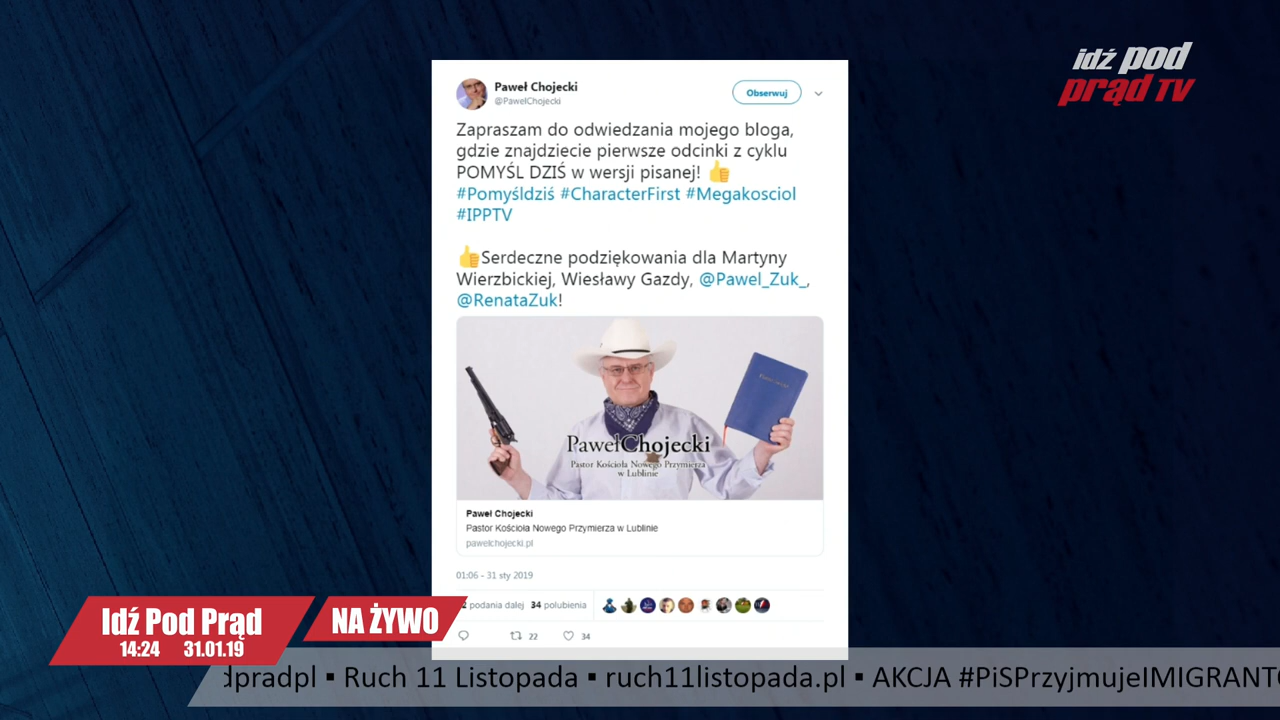 idź pod
prąd TV
Paweł Chojecki
@PawelChojecki
Obserwuj
Zapraszam do odwiedzania mojego bloga,
gdzie znajdziecie pierwsze odcinki z cyklu
POMYŚL DZIŚ w wersji pisanej! 👍
#Pomyśldziś #CharacterFirst #Megakosciol
#IPPTV
👍Serdeczne podziękowania dla Martyny
Wierzbickiej, Wiesławy Gazdy, @Pawel_Zuk_,
@RenataZuk!
PawełChojecki
Pastor Kościoła Nowego Przymierza
w Lublinie
Paweł Chojecki
Pastor Kościoła Nowego Przymierza w Lublinie
pawelchojecki.pl
01:06 - 31 sty 2019
2 podania dalej 34 polubienia
22 34
Idź Pod Prąd
14:24 31.01.19
NA ŻYWO
dpradpl ▪ Ruch 11 Listopada ▪ ruch11listopada.pl ▪ AKCJA #PiSPrzyjmujeIMIGRANT